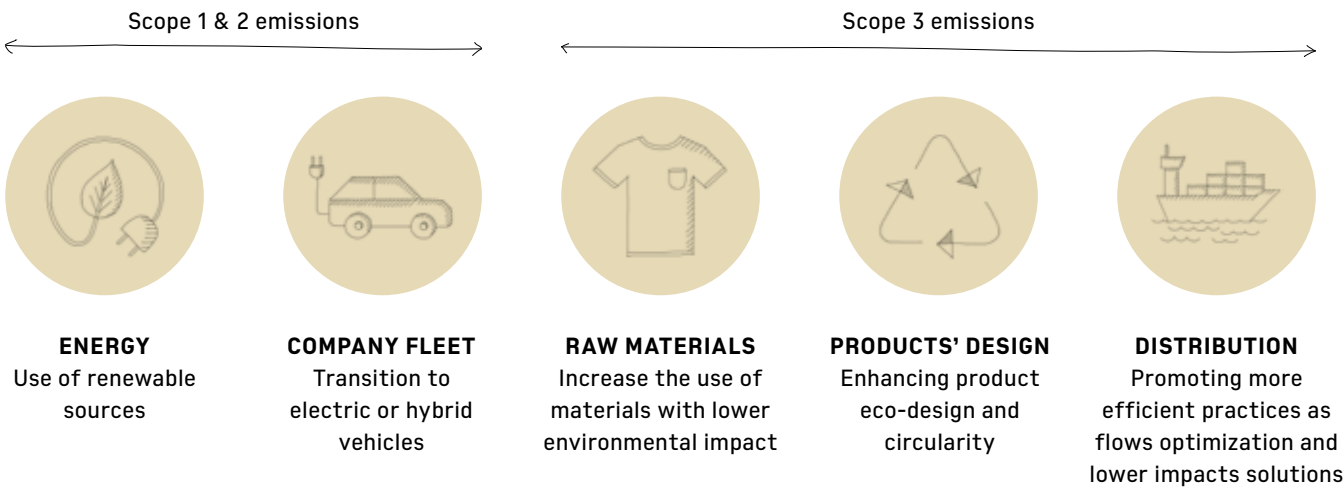 Scope 1 & 2 emissions
Scope 3 emissions
ENERGY
Use of renewable
sources
COMPANY FLEET
Transition to
electric or hybrid
vehicles
RAW MATERIALS
Increase the use of
materials with lower
environmental impact
PRODUCTS’ DESIGN
Enhancing product
eco-design and
circularity
DISTRIBUTION
Promoting more
efficient practices as
flows optimization and
lower impacts solutions